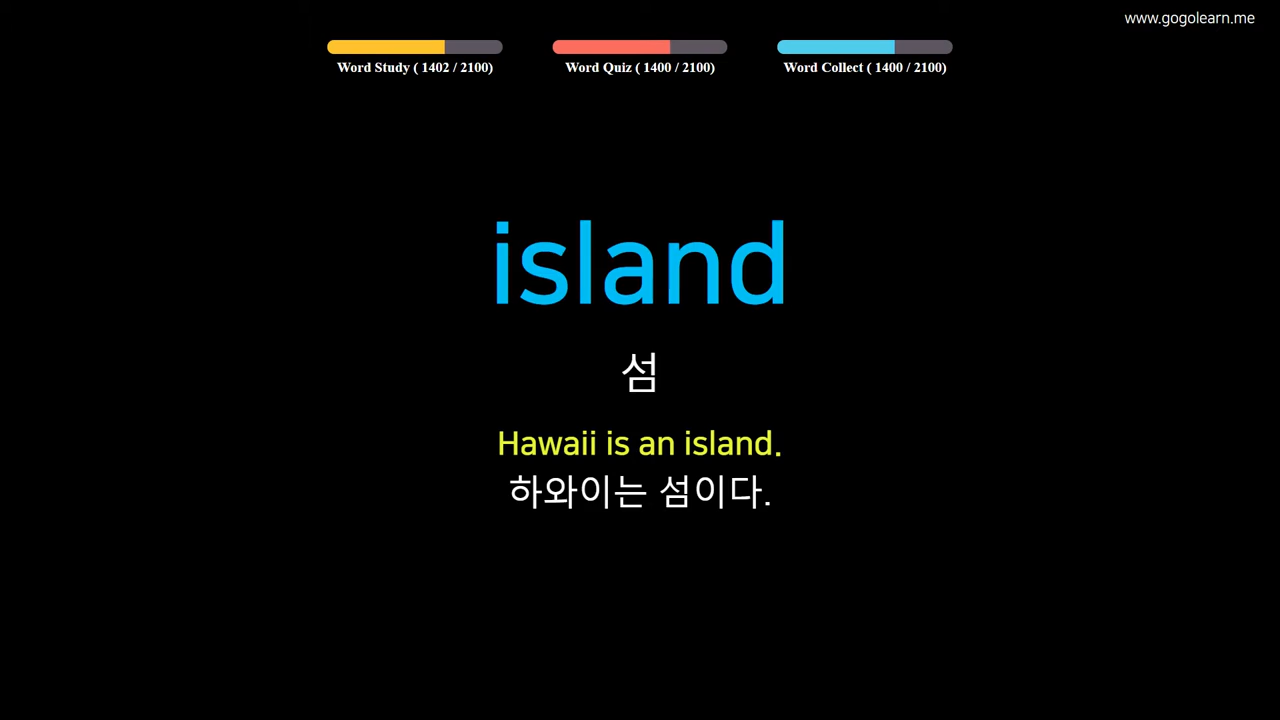 www.gogolearn.me
Word Study ( 1402 / 2100)
Word Quiz ( 1400 / 2100)
Word Collect ( 1400 / 2100)
island
섬
Hawaii is an island.
하와이는 섬이다.